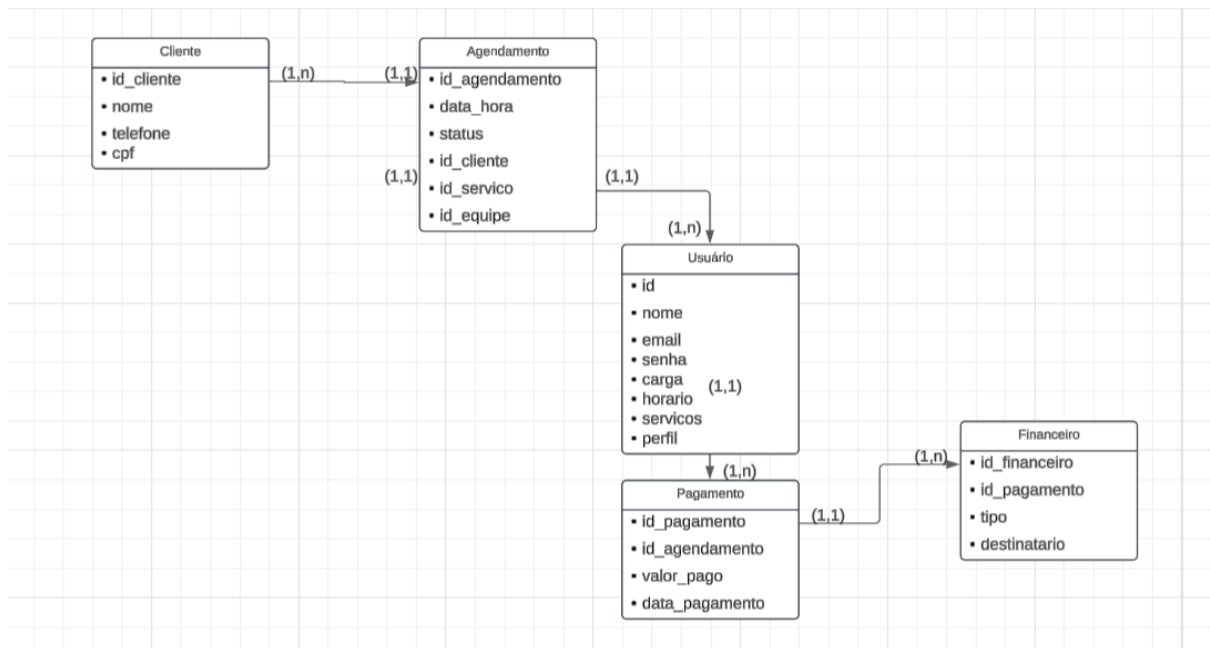 Cliente
• id_cliente
• nome
• telefone
• cpf
(1,n)
(1,1)
Agendamento
• id_agendamento
• data_hora
• status
• id_cliente
• id_servico
• id_equipe
(1,1)
(1,1)
(1,n)
Usuário
• id
• nome
• email
• senha
• carga
• horario
• servicos
• perfil
(1,1)
(1,n)
Pagamento
• id_pagamento
• id_agendamento
• valor_pago
• data_pagamento
(1,1)
(1,n)
Financeiro
• id_financeiro
• id_pagamento
• tipo
• destinatario